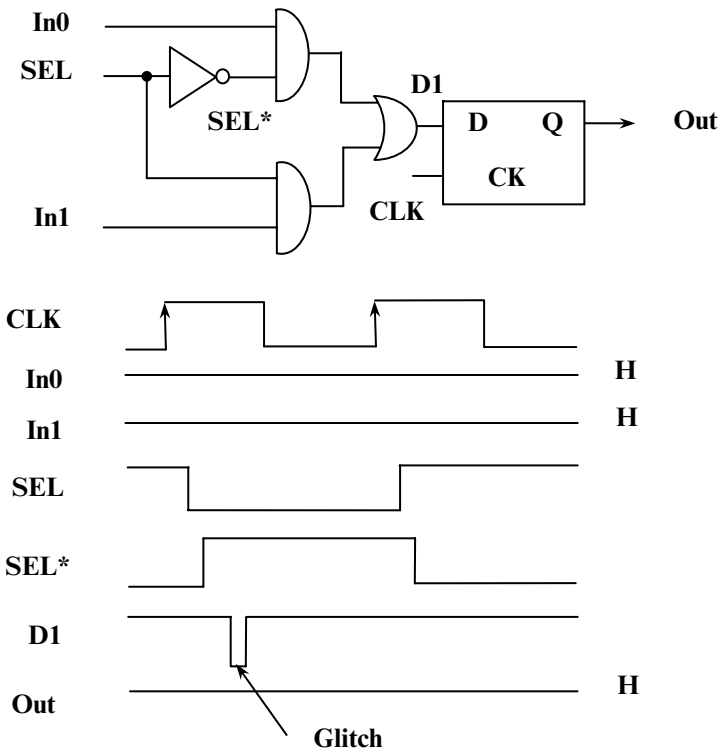 In0
SEL
D1
D Q Out
SEL*
CK
CLK
In1
CLK
H
In0
H
In1
SEL
SEL*
D1
H
Out
Glitch